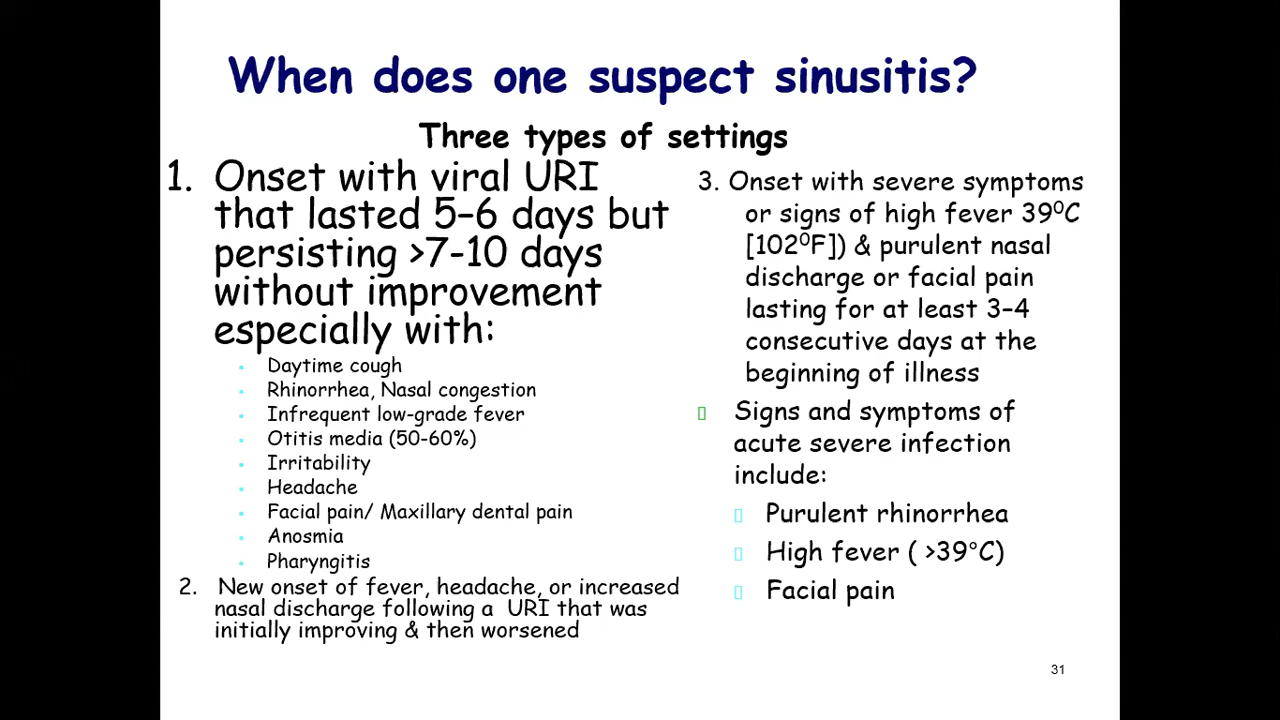 When does one suspect sinusitis?
Three types of settings
1. Onset with viral URI
that lasted 5–6 days but
persisting >7-10 days
without improvement
especially with:
Daytime cough
Rhinorrhea, Nasal congestion
Infrequent low-grade fever
Otitis media (50-60%)
Irritability
Headache
Facial pain/ Maxillary dental pain
Anosmia
Pharyngitis
2. New onset of fever, headache, or increased
nasal discharge following a URI that was
initially improving & then worsened
3. Onset with severe symptoms
or signs of high fever 39⁰C
[102⁰F]) & purulent nasal
discharge or facial pain
lasting for at least 3–4
consecutive days at the
beginning of illness
Signs and symptoms of
acute severe infection
include:
Purulent rhinorrhea
High fever ( >39°C)
Facial pain
31